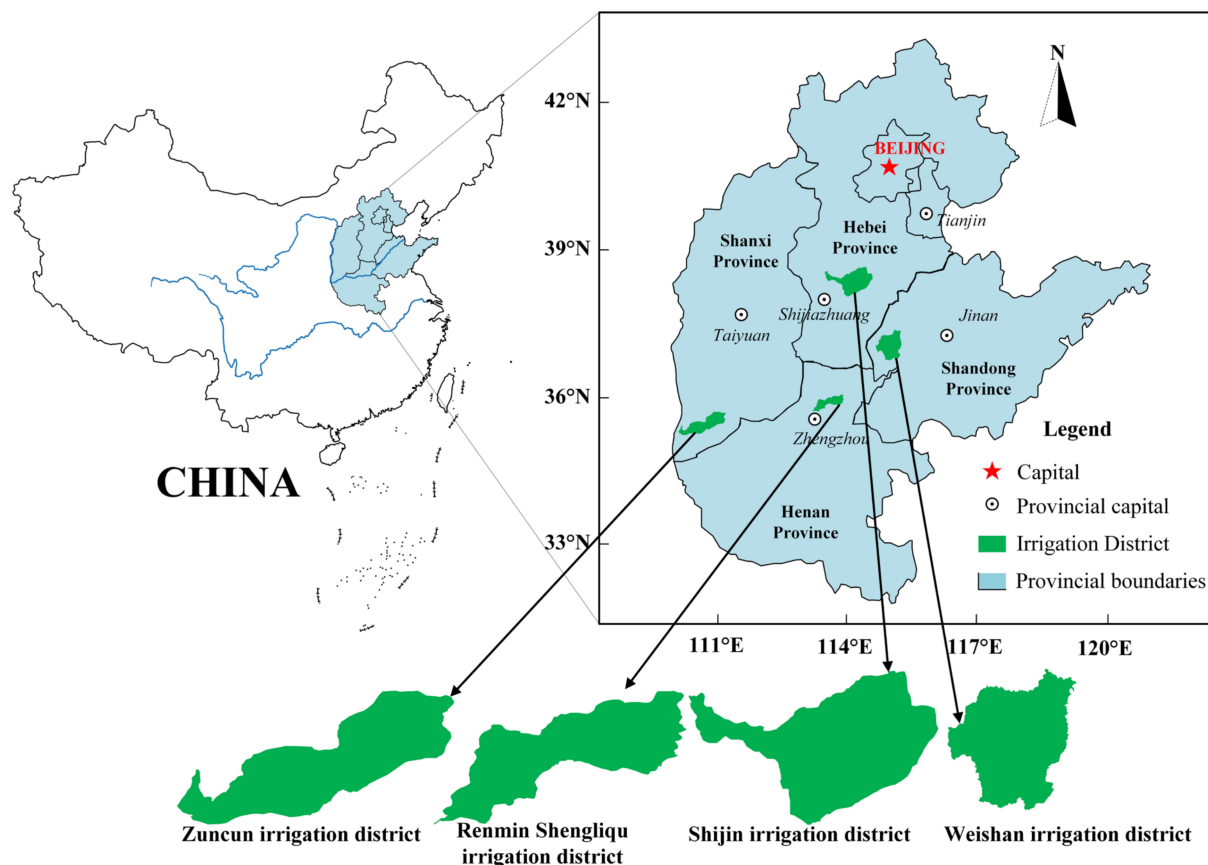 CHINA
42°N
39°N
36°N
33°N
N
BEIJING
Tianjin
Hebei
Province
Shanxi
Province
Shijiazhuang
Taiyuan
Jinan
Shandong
Province
Zhengzhou
Henan
Province
Legend
Capital
Provincial capital
Irrigation District
Provincial boundaries
111°E
114°E
117°E
120°E
Zuncun irrigation district
Renmin Shengliqu
irrigation district
Shijin irrigation district
Weishan irrigation district